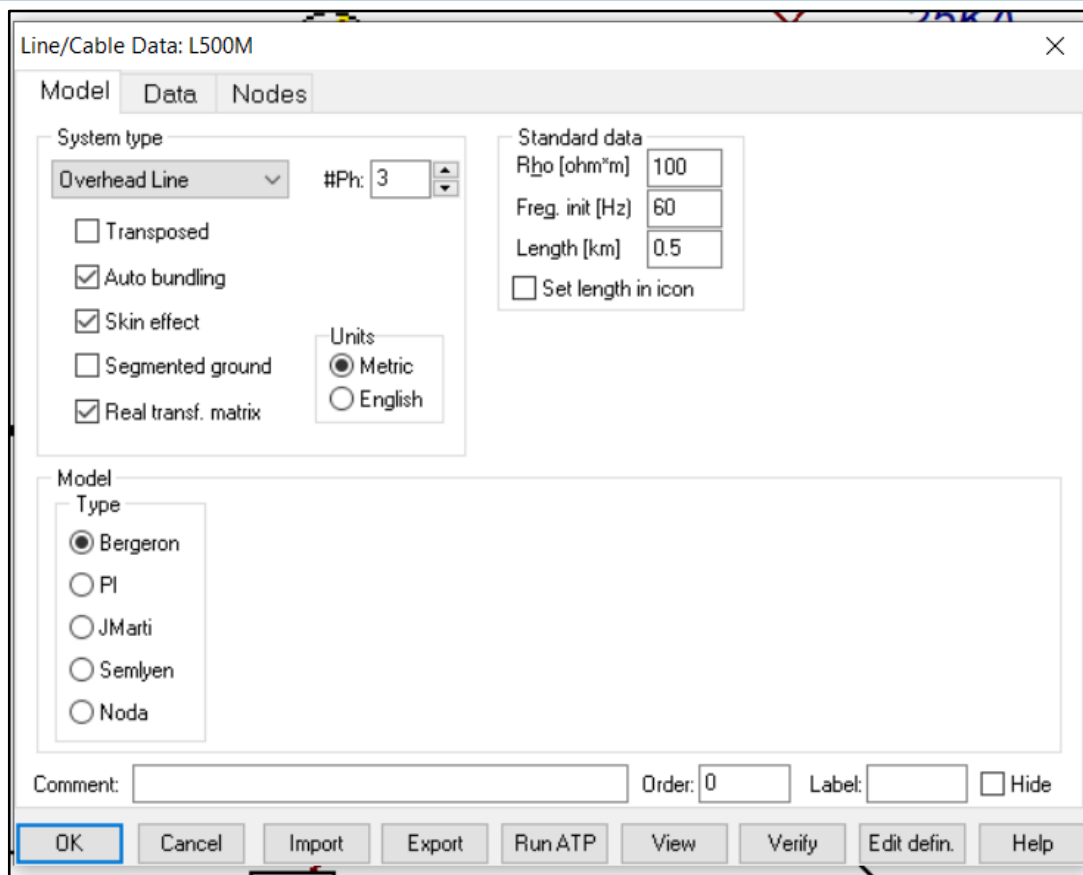 25KA
Line/Cable Data: L500M
Model Data Nodes
System type
Overhead Line
#Ph: 3
Transposed
Auto bundling
Skin effect
Segmented ground
Real transf. matrix
Units
Metric
English
Standard data
Rho [ohm*m] 100
Freq. init [Hz] 60
Length [km] 0.5
Set length in icon
Model
Type
Bergeron
PI
JMarti
Semlyen
Noda
Comment: Order: 0 Label: Hide
OK Cancel Import Export Run ATP View Verify Edit defin. Help